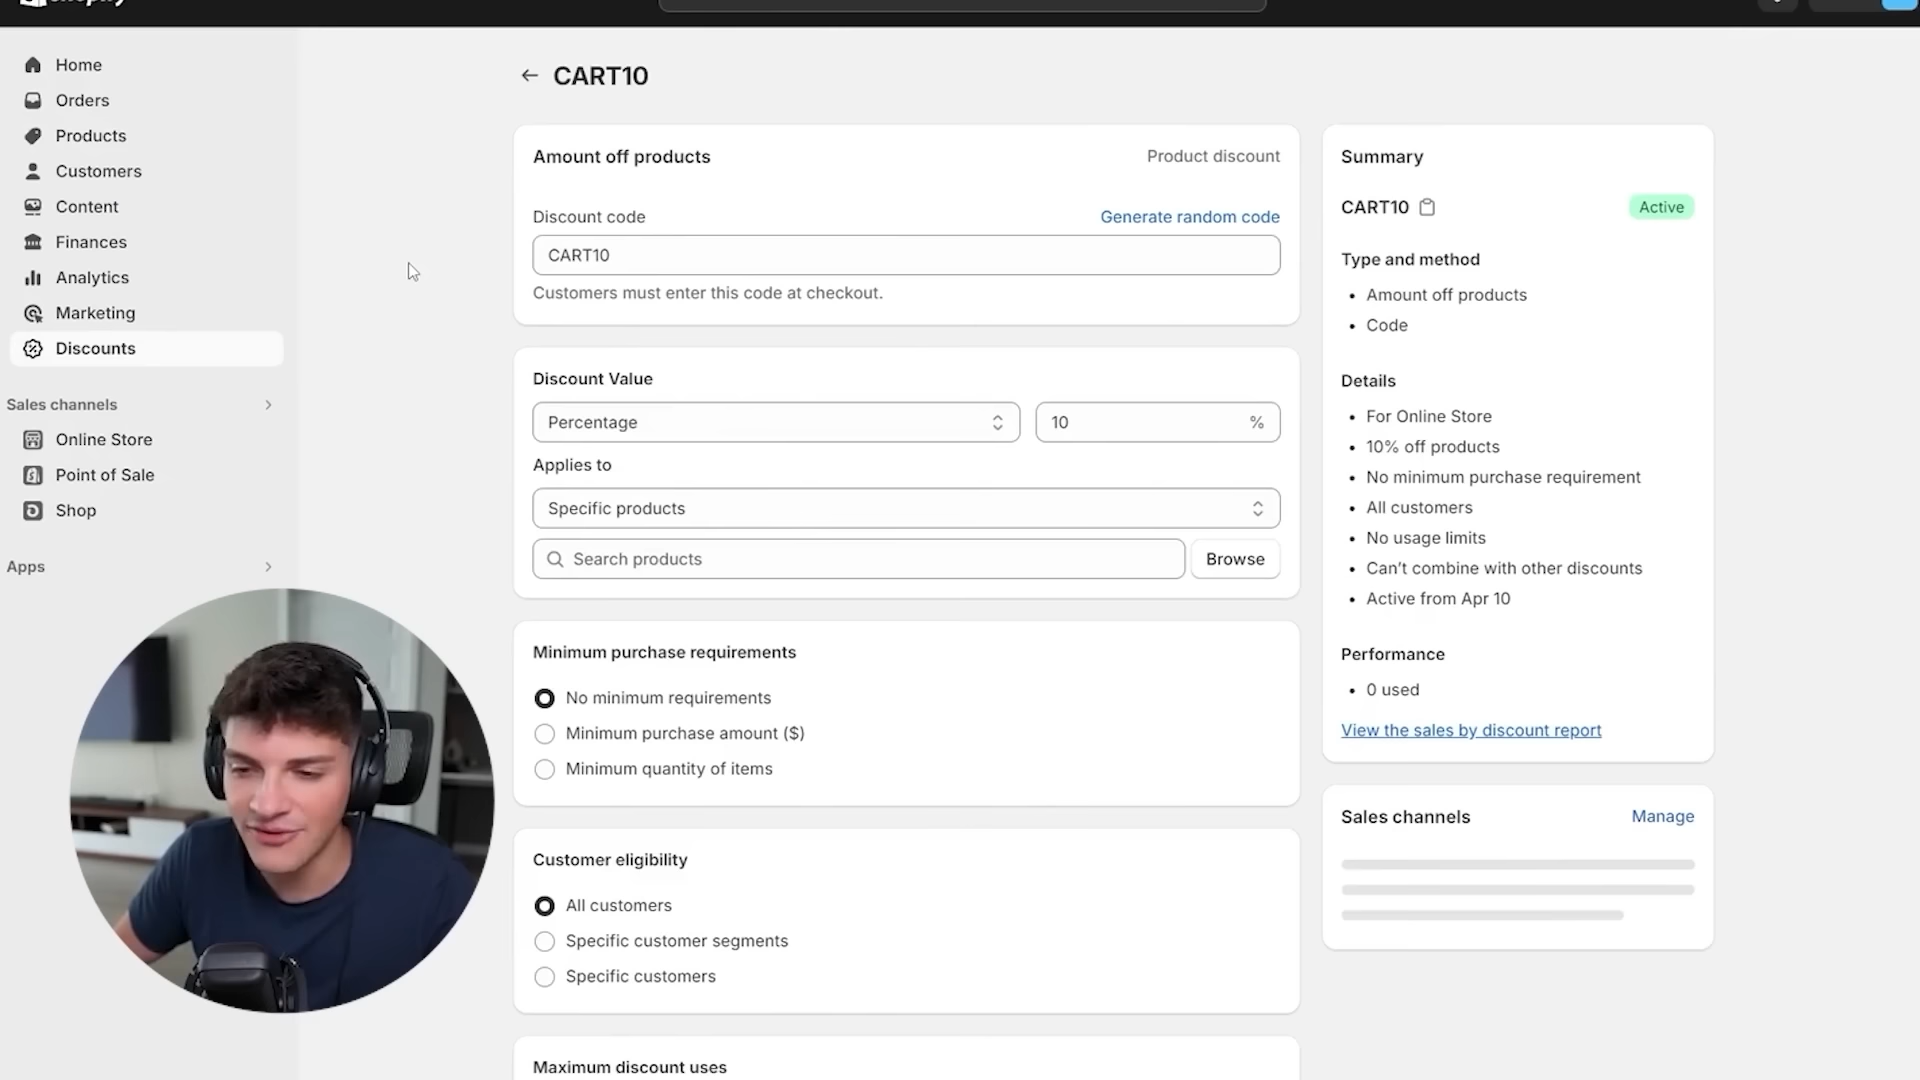 Home
Orders
Products
Customers
Content
Finances
Analytics
Marketing
Discounts
Sales channels
Online Store
Point of Sale
Shop
Apps
CART10
Amount off products
Product discount
Discount code
Generate random code
CART10
Customers must enter this code at checkout.
Discount Value
Percentage
10 %
Applies to
Specific products
Search products
Browse
Minimum purchase requirements
No minimum requirements
Minimum purchase amount ($)
Minimum quantity of items
Customer eligibility
All customers
Specific customer segments
Specific customers
Maximum discount uses
Summary
CART10
Active
Type and method
• Amount off products
• Code
Details
• For Online Store
• 10% off products
• No minimum purchase requirement
• All customers
• No usage limits
• Can't combine with other discounts
• Active from Apr 10
Performance
• 0 used
View the sales by discount report
Sales channels
Manage